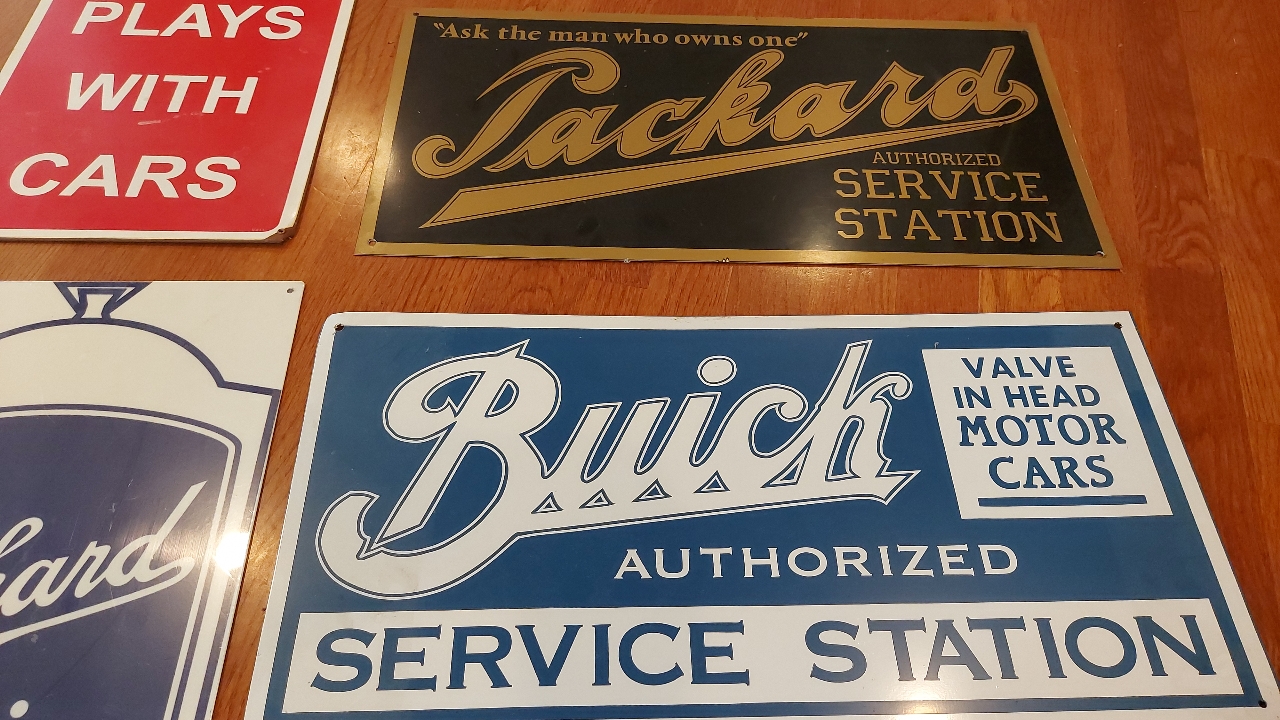 PLAYS
WITH
CARS
"Ask the man who owns one"
Packard
AUTHORIZED
SERVICE
STATION
Buick
VALVE
IN HEAD
MOTOR
CARS
AUTHORIZED
SERVICE STATION